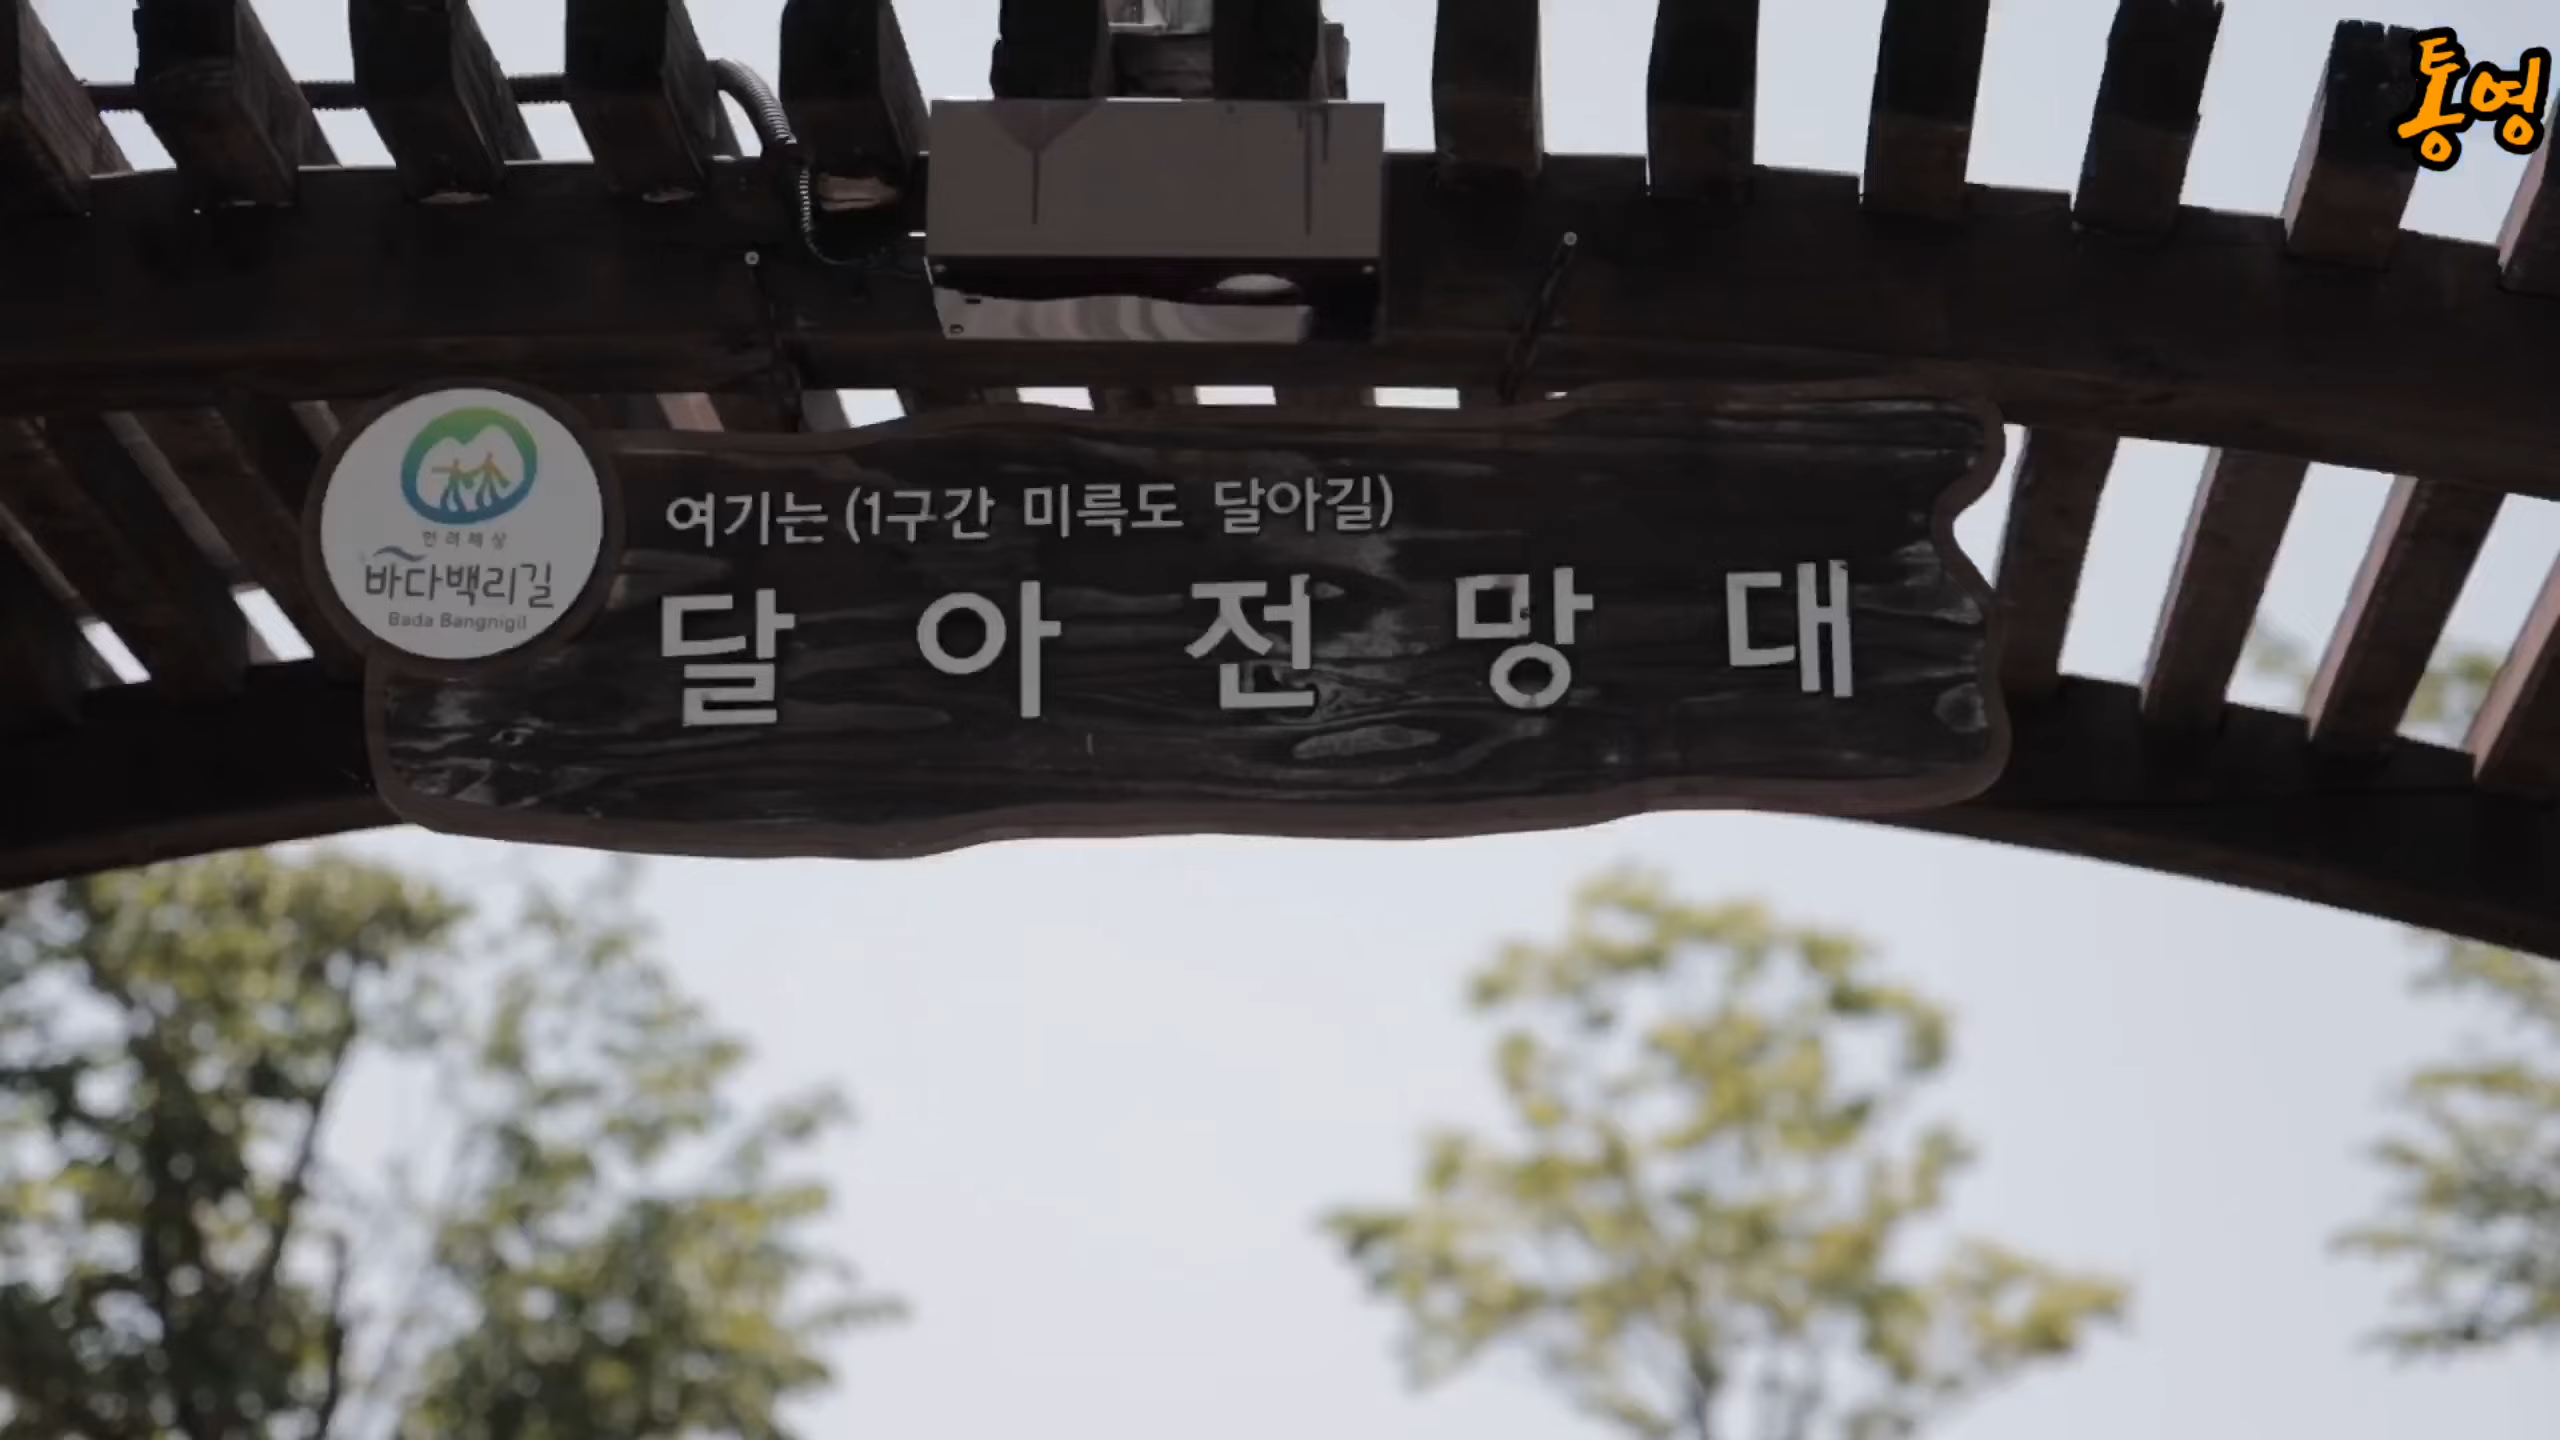 통영
한려해상
바다백리길
Bada Baengnigil
여기는 (1구간 미륵도 달아길)
달아전망대